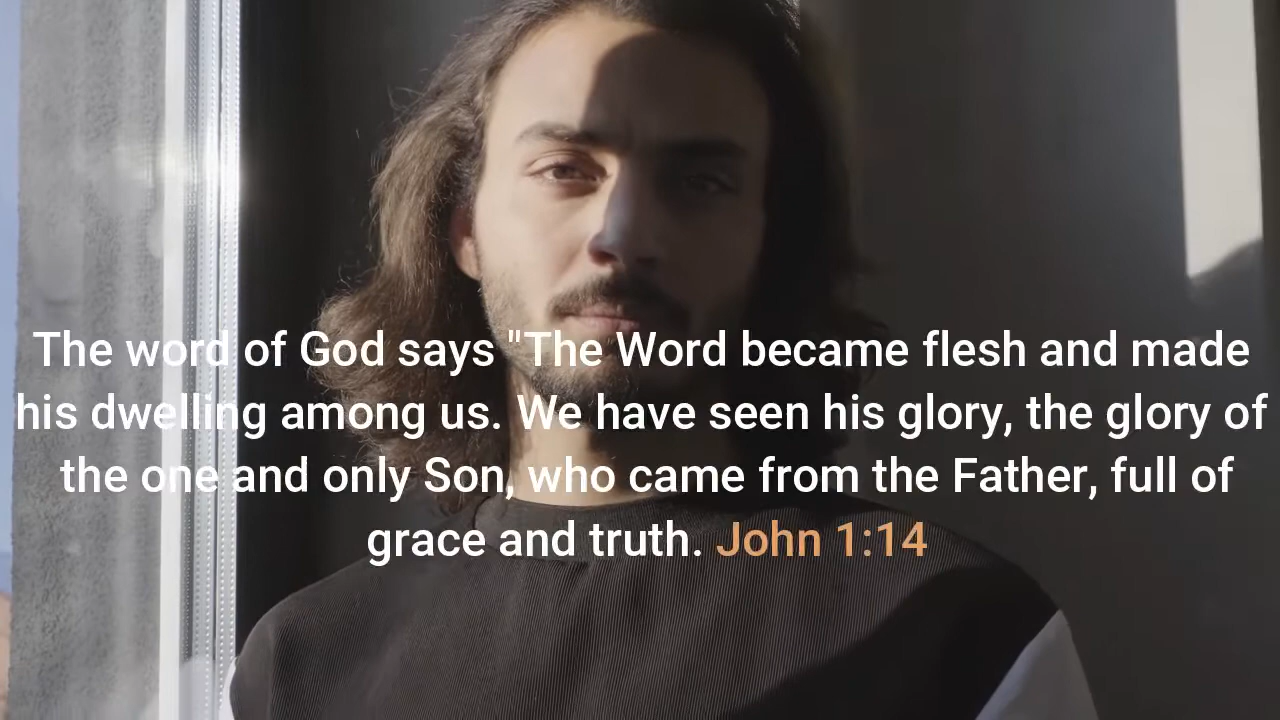 The word of God says "The Word became flesh and made
his dwelling among us. We have seen his glory, the glory of
the one and only Son, who came from the Father, full of
grace and truth. John 1:14